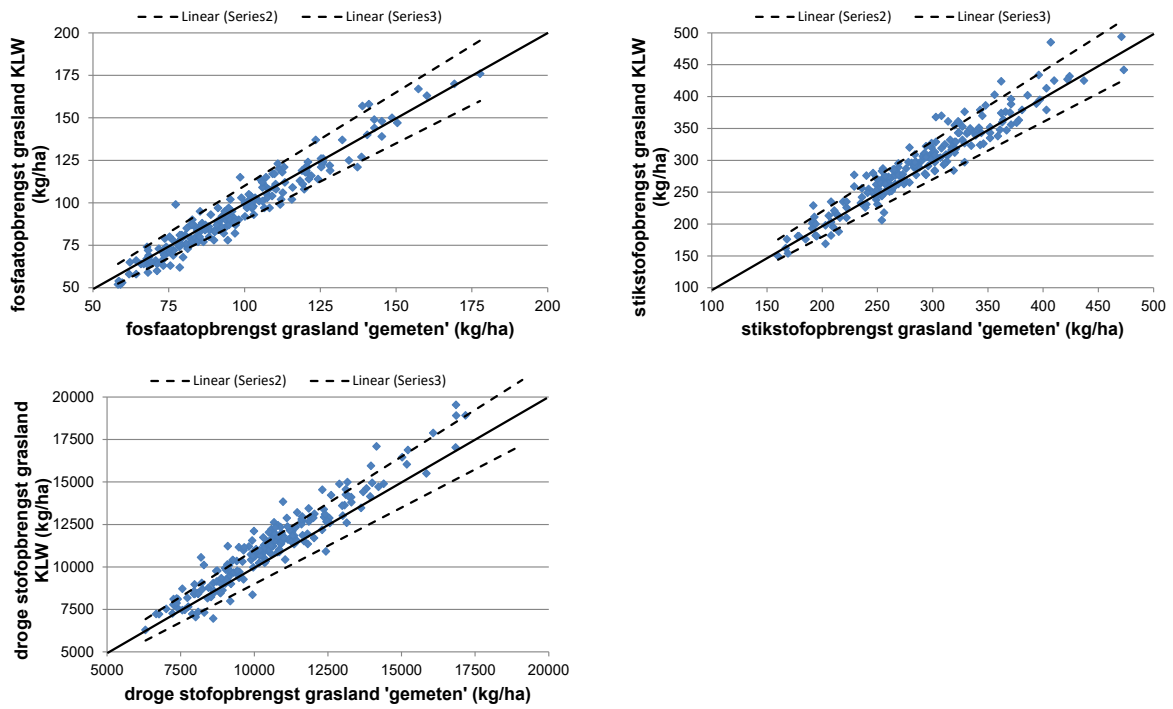 Linear (Series2) Linear (Series3)
200
175
150
125
100
75
50
50 75 100 125 150 175 200
fosfaatopbrengst grasland KLW
(kg/ha)
fosfaatopbrengst grasland 'gemeten' (kg/ha)
Linear (Series2) Linear (Series3)
500
450
400
350
300
250
200
150
100
100 150 200 250 300 350 400 450 500
stikstofopbrengst grasland KLW
(kg/ha)
stikstofopbrengst grasland 'gemeten' (kg/ha)
Linear (Series2) Linear (Series3)
20000
17500
15000
12500
10000
7500
5000
5000 7500 10000 12500 15000 17500 20000
droge stofopbrengst grasland
KLW (kg/ha)
droge stofopbrengst grasland 'gemeten' (kg/ha)